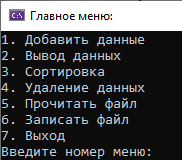 Главное меню:
1. Добавить данные
2. Вывод данных
3. Сортировка
4. Удаление данных
5. Прочитать файл
6. Записать файл
7. Выход
Введите номер меню: